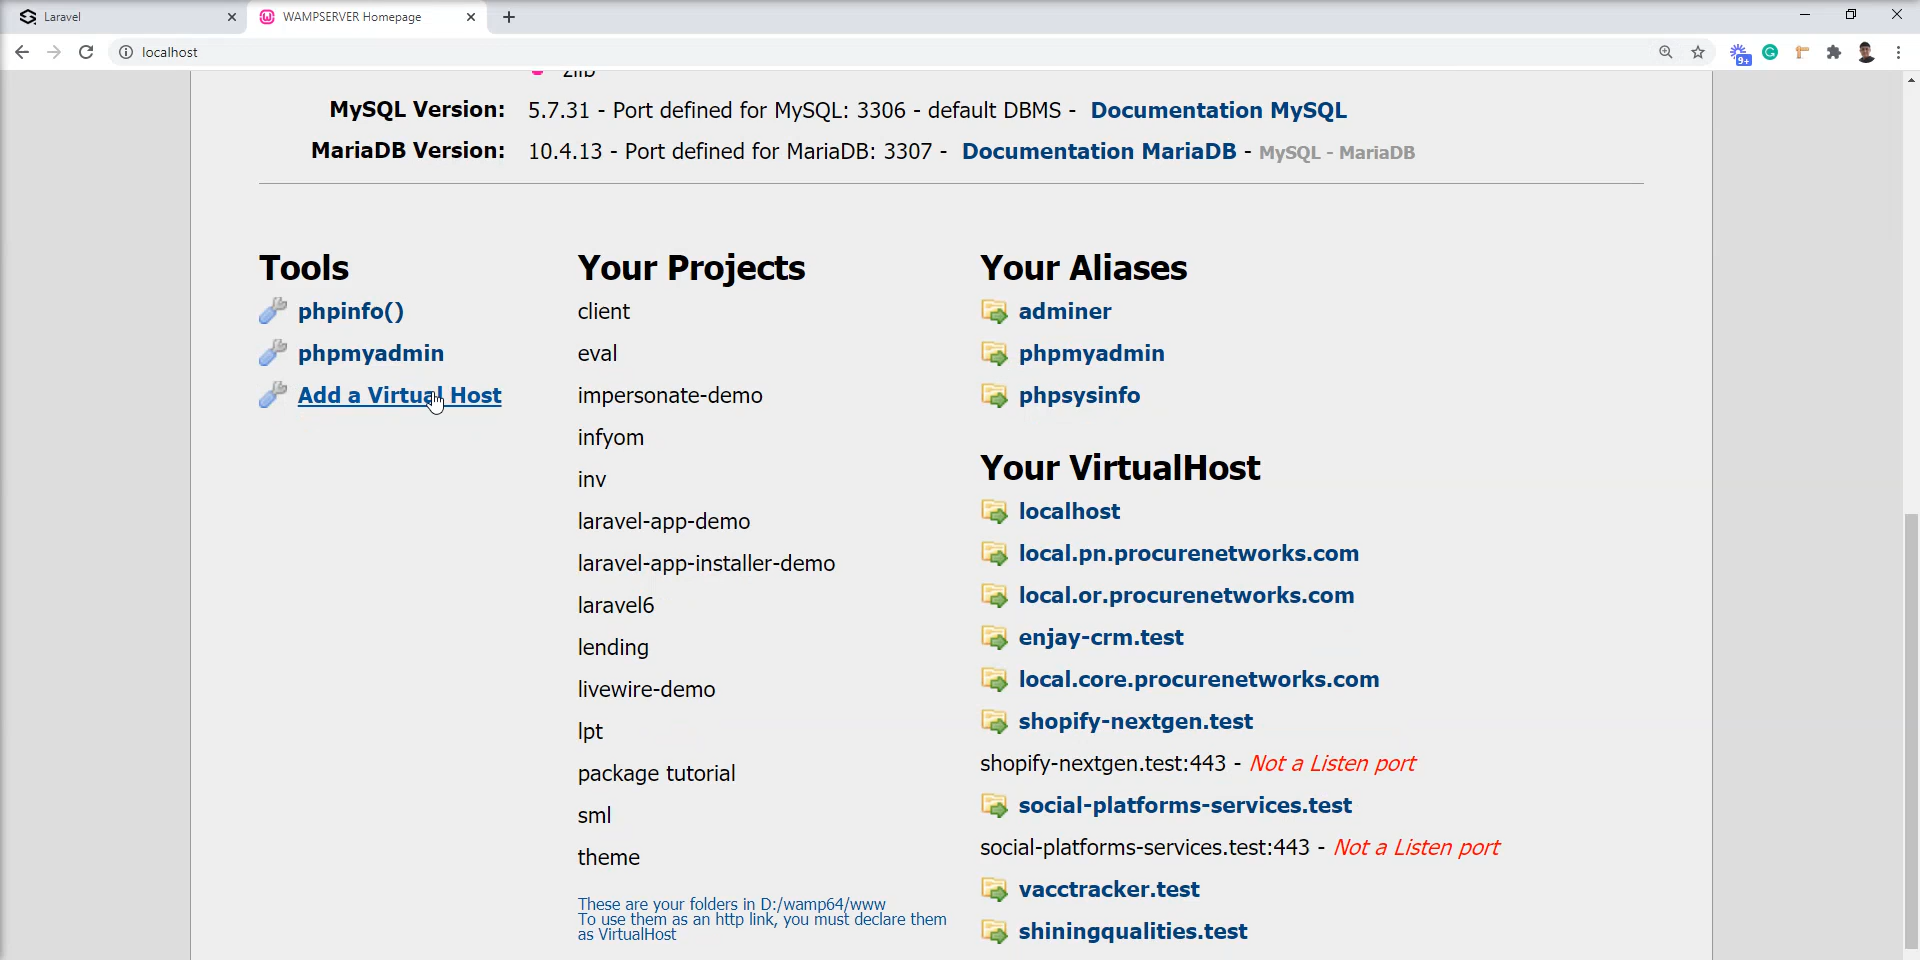 Laravel
WAMPSERVER Homepage
localhost
9+
zlib
MySQL Version: 5.7.31 - Port defined for MySQL: 3306 - default DBMS - Documentation MySQL
MariaDB Version: 10.4.13 - Port defined for MariaDB: 3307 - Documentation MariaDB - MySQL - MariaDB
Tools
phpinfo()
phpmyadmin
Add a Virtual Host
Your Projects
client
eval
impersonate-demo
infyom
inv
laravel-app-demo
laravel-app-installer-demo
laravel6
lending
livewire-demo
lpt
package tutorial
sml
theme
These are your folders in D:/wamp64/www
To use them as an http link, you must declare them
as VirtualHost
Your Aliases
adminer
phpmyadmin
phpsysinfo
Your VirtualHost
localhost
local.pn.procurenetworks.com
local.or.procurenetworks.com
enjay-crm.test
local.core.procurenetworks.com
shopify-nextgen.test
shopify-nextgen.test:443 - Not a Listen port
social-platforms-services.test
social-platforms-services.test:443 - Not a Listen port
vacctracker.test
shiningqualities.test